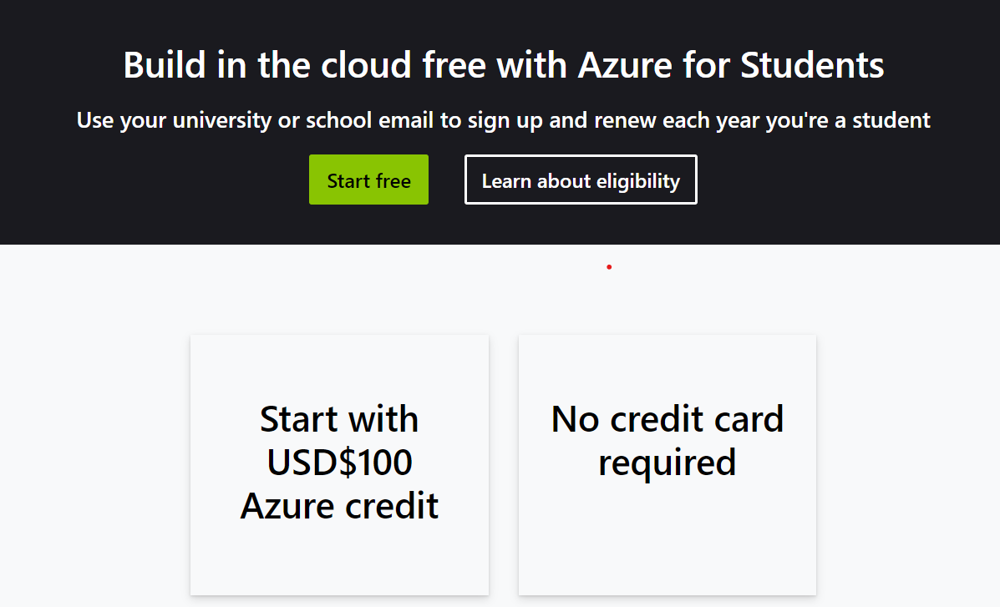 Build in the cloud free with Azure for Students
Use your university or school email to sign up and renew each year you're a student
Start free
Learn about eligibility
Start with
USD$100
Azure credit
No credit card
required